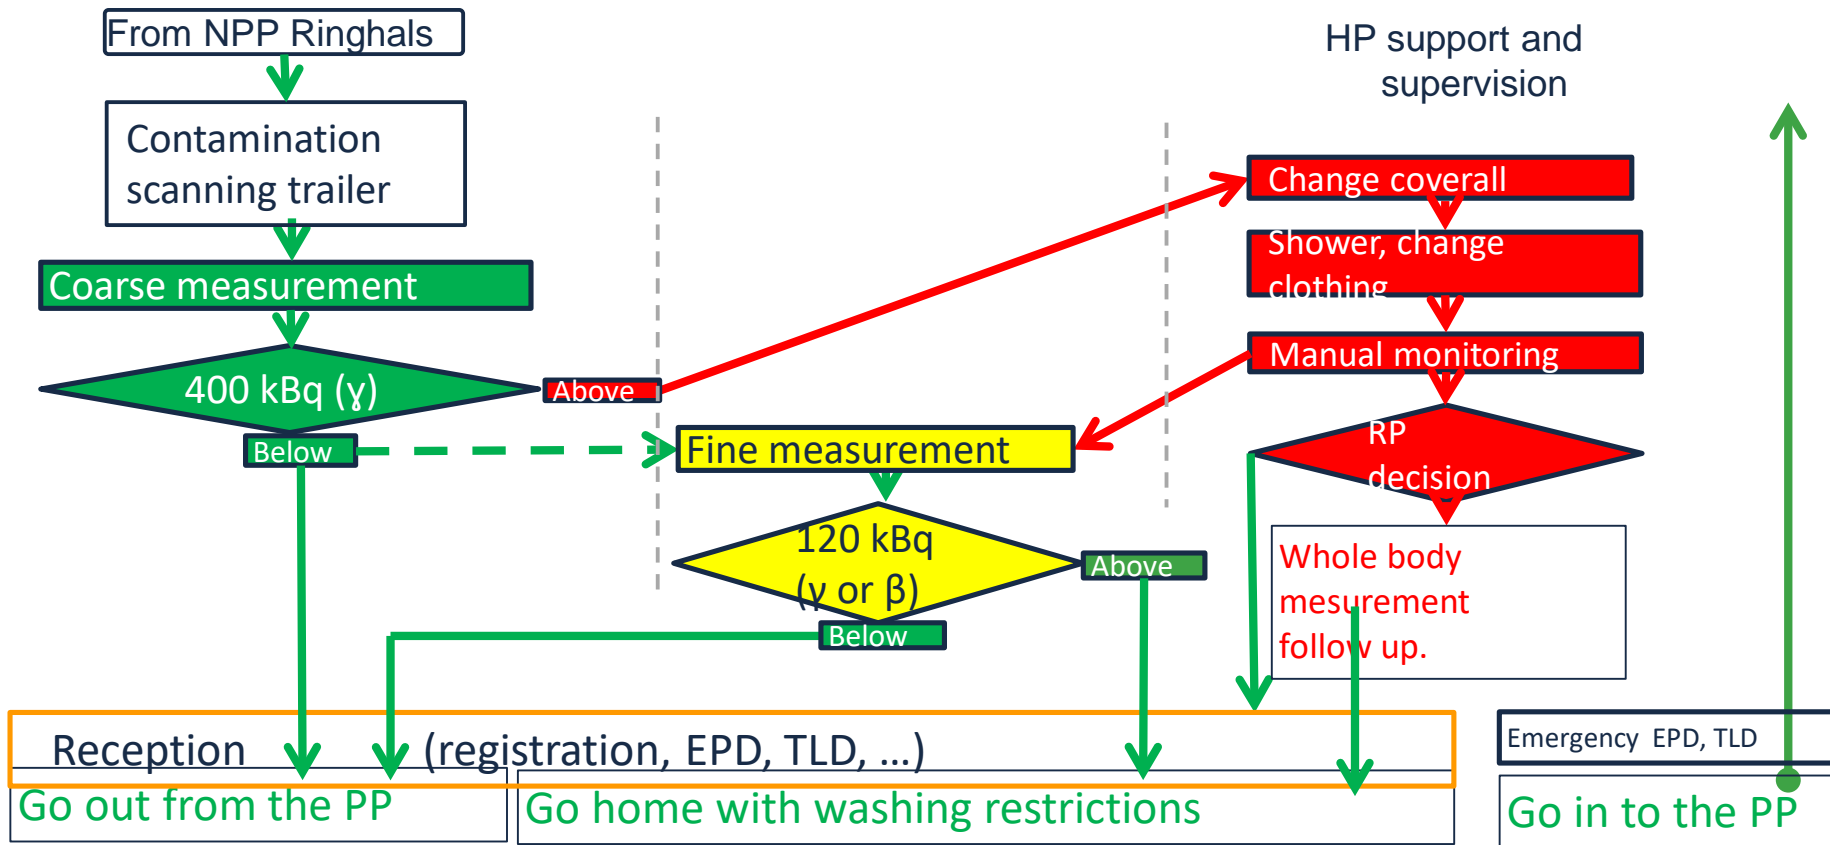 From NPP Ringhals
HP support and
supervision
Contamination
scanning trailer
Change coverall
Shower, change
clothing
Coarse measurement
Manual monitoring
400 kBq (γ)
Above
Below
Fine measurement
RP
decision
120 kBq
(γ or β)
Above
Below
Whole body
mesurement
follow up.
Reception (registration, EPD, TLD, ...)
Emergency EPD, TLD
Go out from the PP
Go home with washing restrictions
Go in to the PP